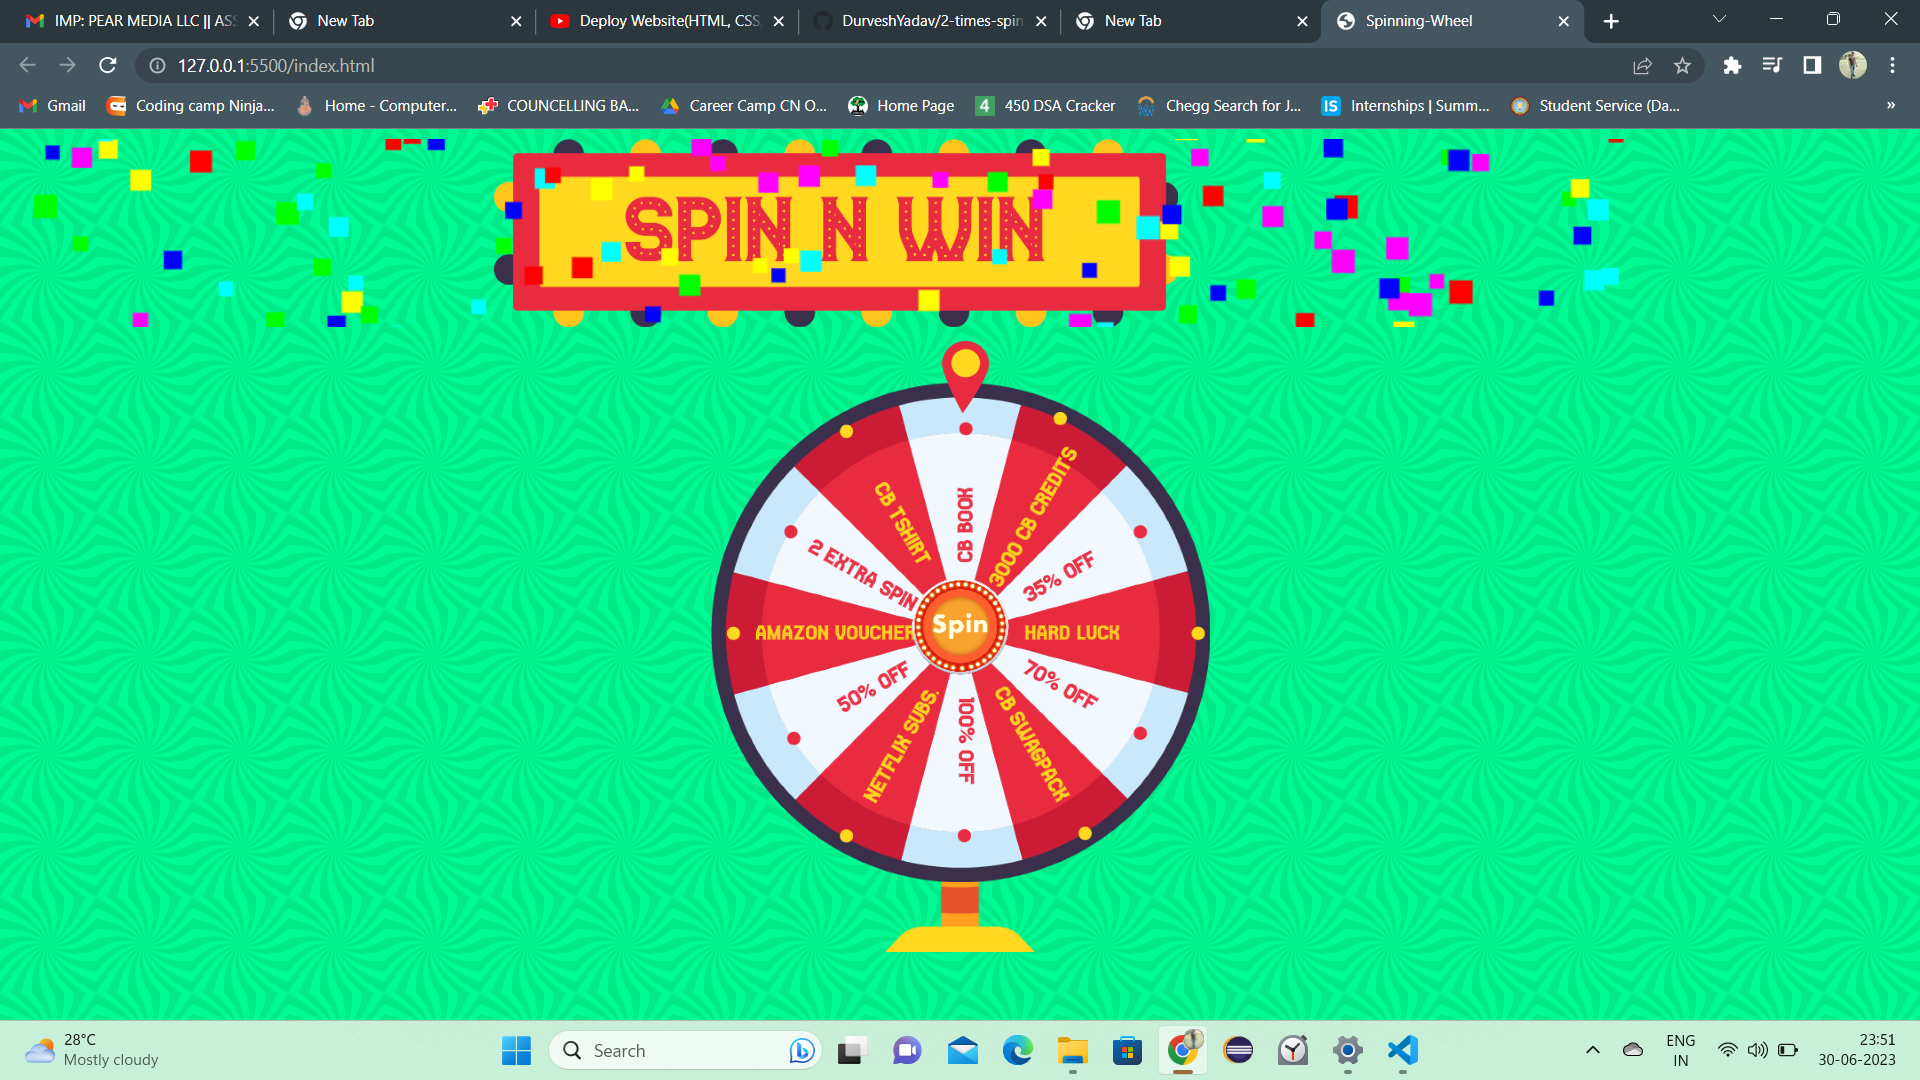 IMP: PEAR MEDIA LLC || ASS
New Tab
Deploy Website(HTML, CSS,
DurveshYadav/2-times-spin
New Tab
Spinning-Wheel
127.0.0.1:5500/index.html
Gmail
Coding camp Ninja...
Home - Computer...
COUNCELLING BA...
Career Camp CN O...
Home Page
4
450 DSA Cracker
Chegg Search for J...
IS
Internships | Summ...
Student Service (Da...
»
SPIN N WIN
CB BOOK
3000 CB CREDITS
35% OFF
HARD LUCK
70% OFF
CB SWAGPACK
100% OFF
NETFLIX SUBS.
50% OFF
AMAZON VOUCHER
2 EXTRA SPIN
CB TSHIRT
Spin
28°C
Mostly cloudy
Search
ENG
IN
23:51
30-06-2023